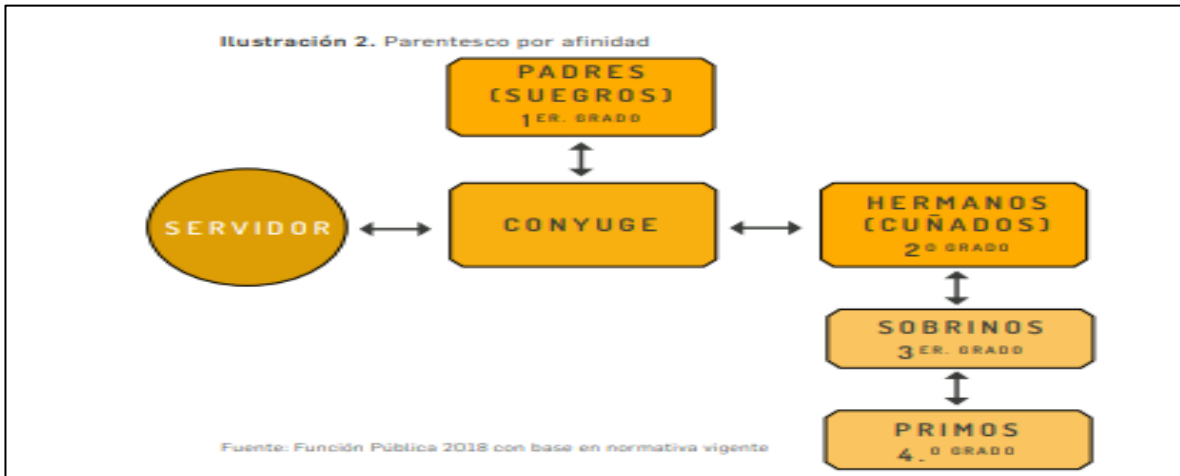 Ilustración 2. Parentesco por afinidad
PADRES
(SUEGROS)
1ER. GRADO
SERVIDOR
CONYUGE
HERMANOS
(CUÑADOS)
2º GRADO
SOBRINOS
3ER. GRADO
PRIMOS
4.º GRADO
Fuente: Función Pública 2018 con base en normativa vigente